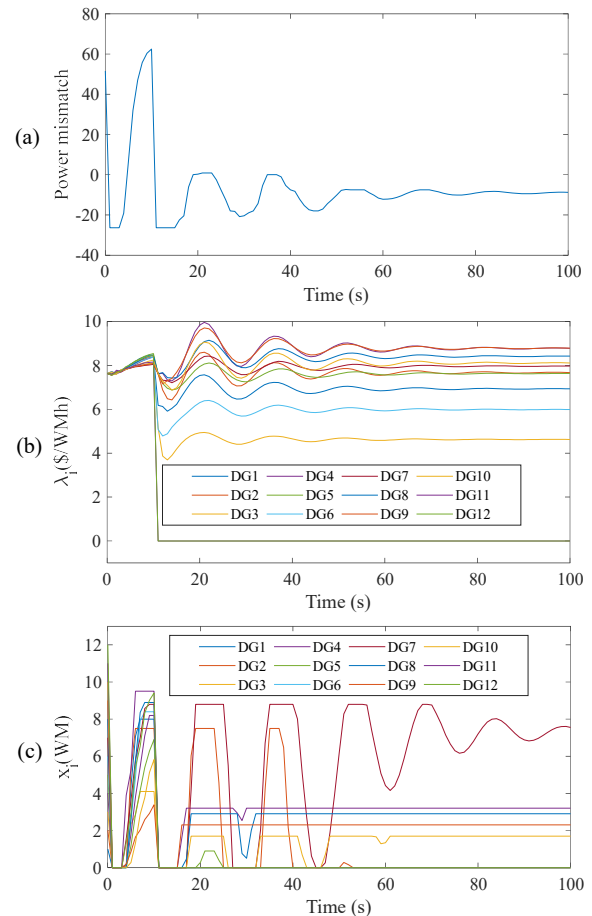 (a)
Power mismatch
80
60
40
20
0
-20
-40
0 20 40 60 80 100
Time (s)
(b)
λi($/WMh)
10
8
6
4
2
0
DG1 DG4 DG7 DG10
DG2 DG5 DG8 DG11
DG3 DG6 DG9 DG12
0 20 40 60 80 100
Time (s)
(c)
xi(WM)
12
10
8
6
4
2
0
DG1 DG4 DG7 DG10
DG2 DG5 DG8 DG11
DG3 DG6 DG9 DG12
0 20 40 60 80 100
Time (s)